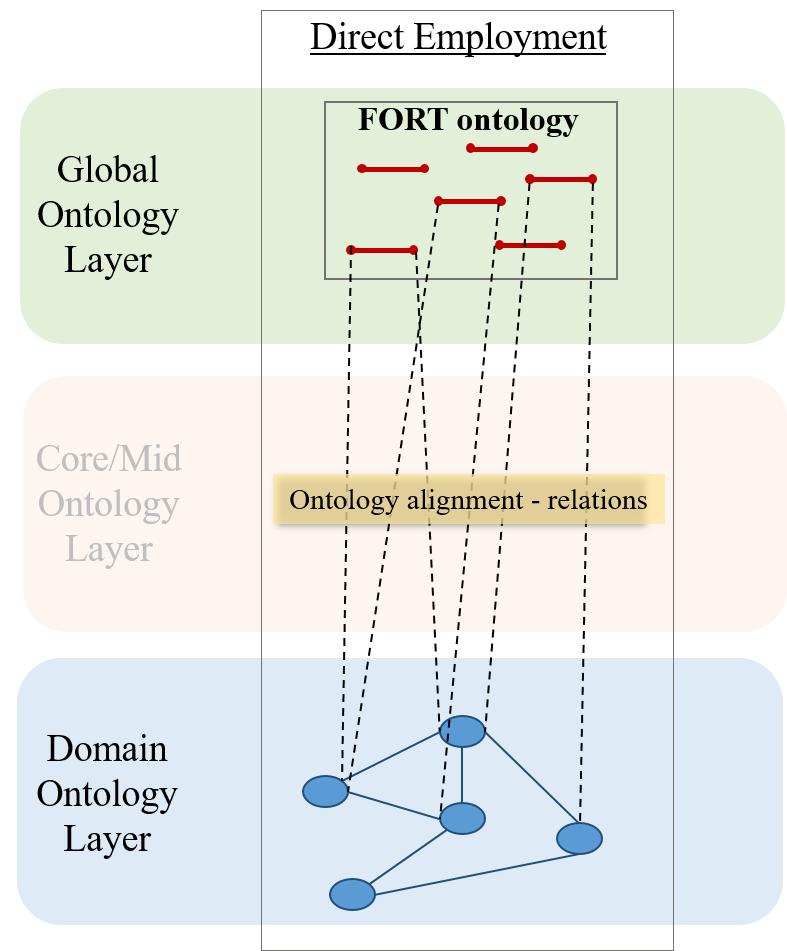 Direct Employment
FORT ontology
Global
Ontology
Layer
Core/Mid
Ontology
Layer
Ontology alignment - relations
Domain
Ontology
Layer